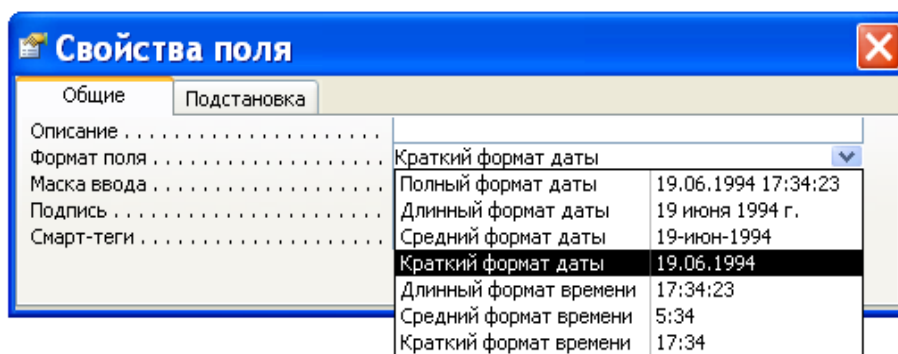 Свойства поля
Общие Подстановка
Описание . . . . . . . . . . . . . . . . . . . . .
Формат поля . . . . . . . . . . . . . . . . . . . Краткий формат даты
Маска ввода . . . . . . . . . . . . . . . . . . . Полный формат даты 19.06.1994 17:34:23
Подпись . . . . . . . . . . . . . . . . . . . . . . Длинный формат даты 19 июня 1994 г.
Смарт-теги . . . . . . . . . . . . . . . . . . . . Средний формат даты 19-июн-1994
Краткий формат даты 19.06.1994
Длинный формат времени 17:34:23
Средний формат времени 5:34
Краткий формат времени 17:34